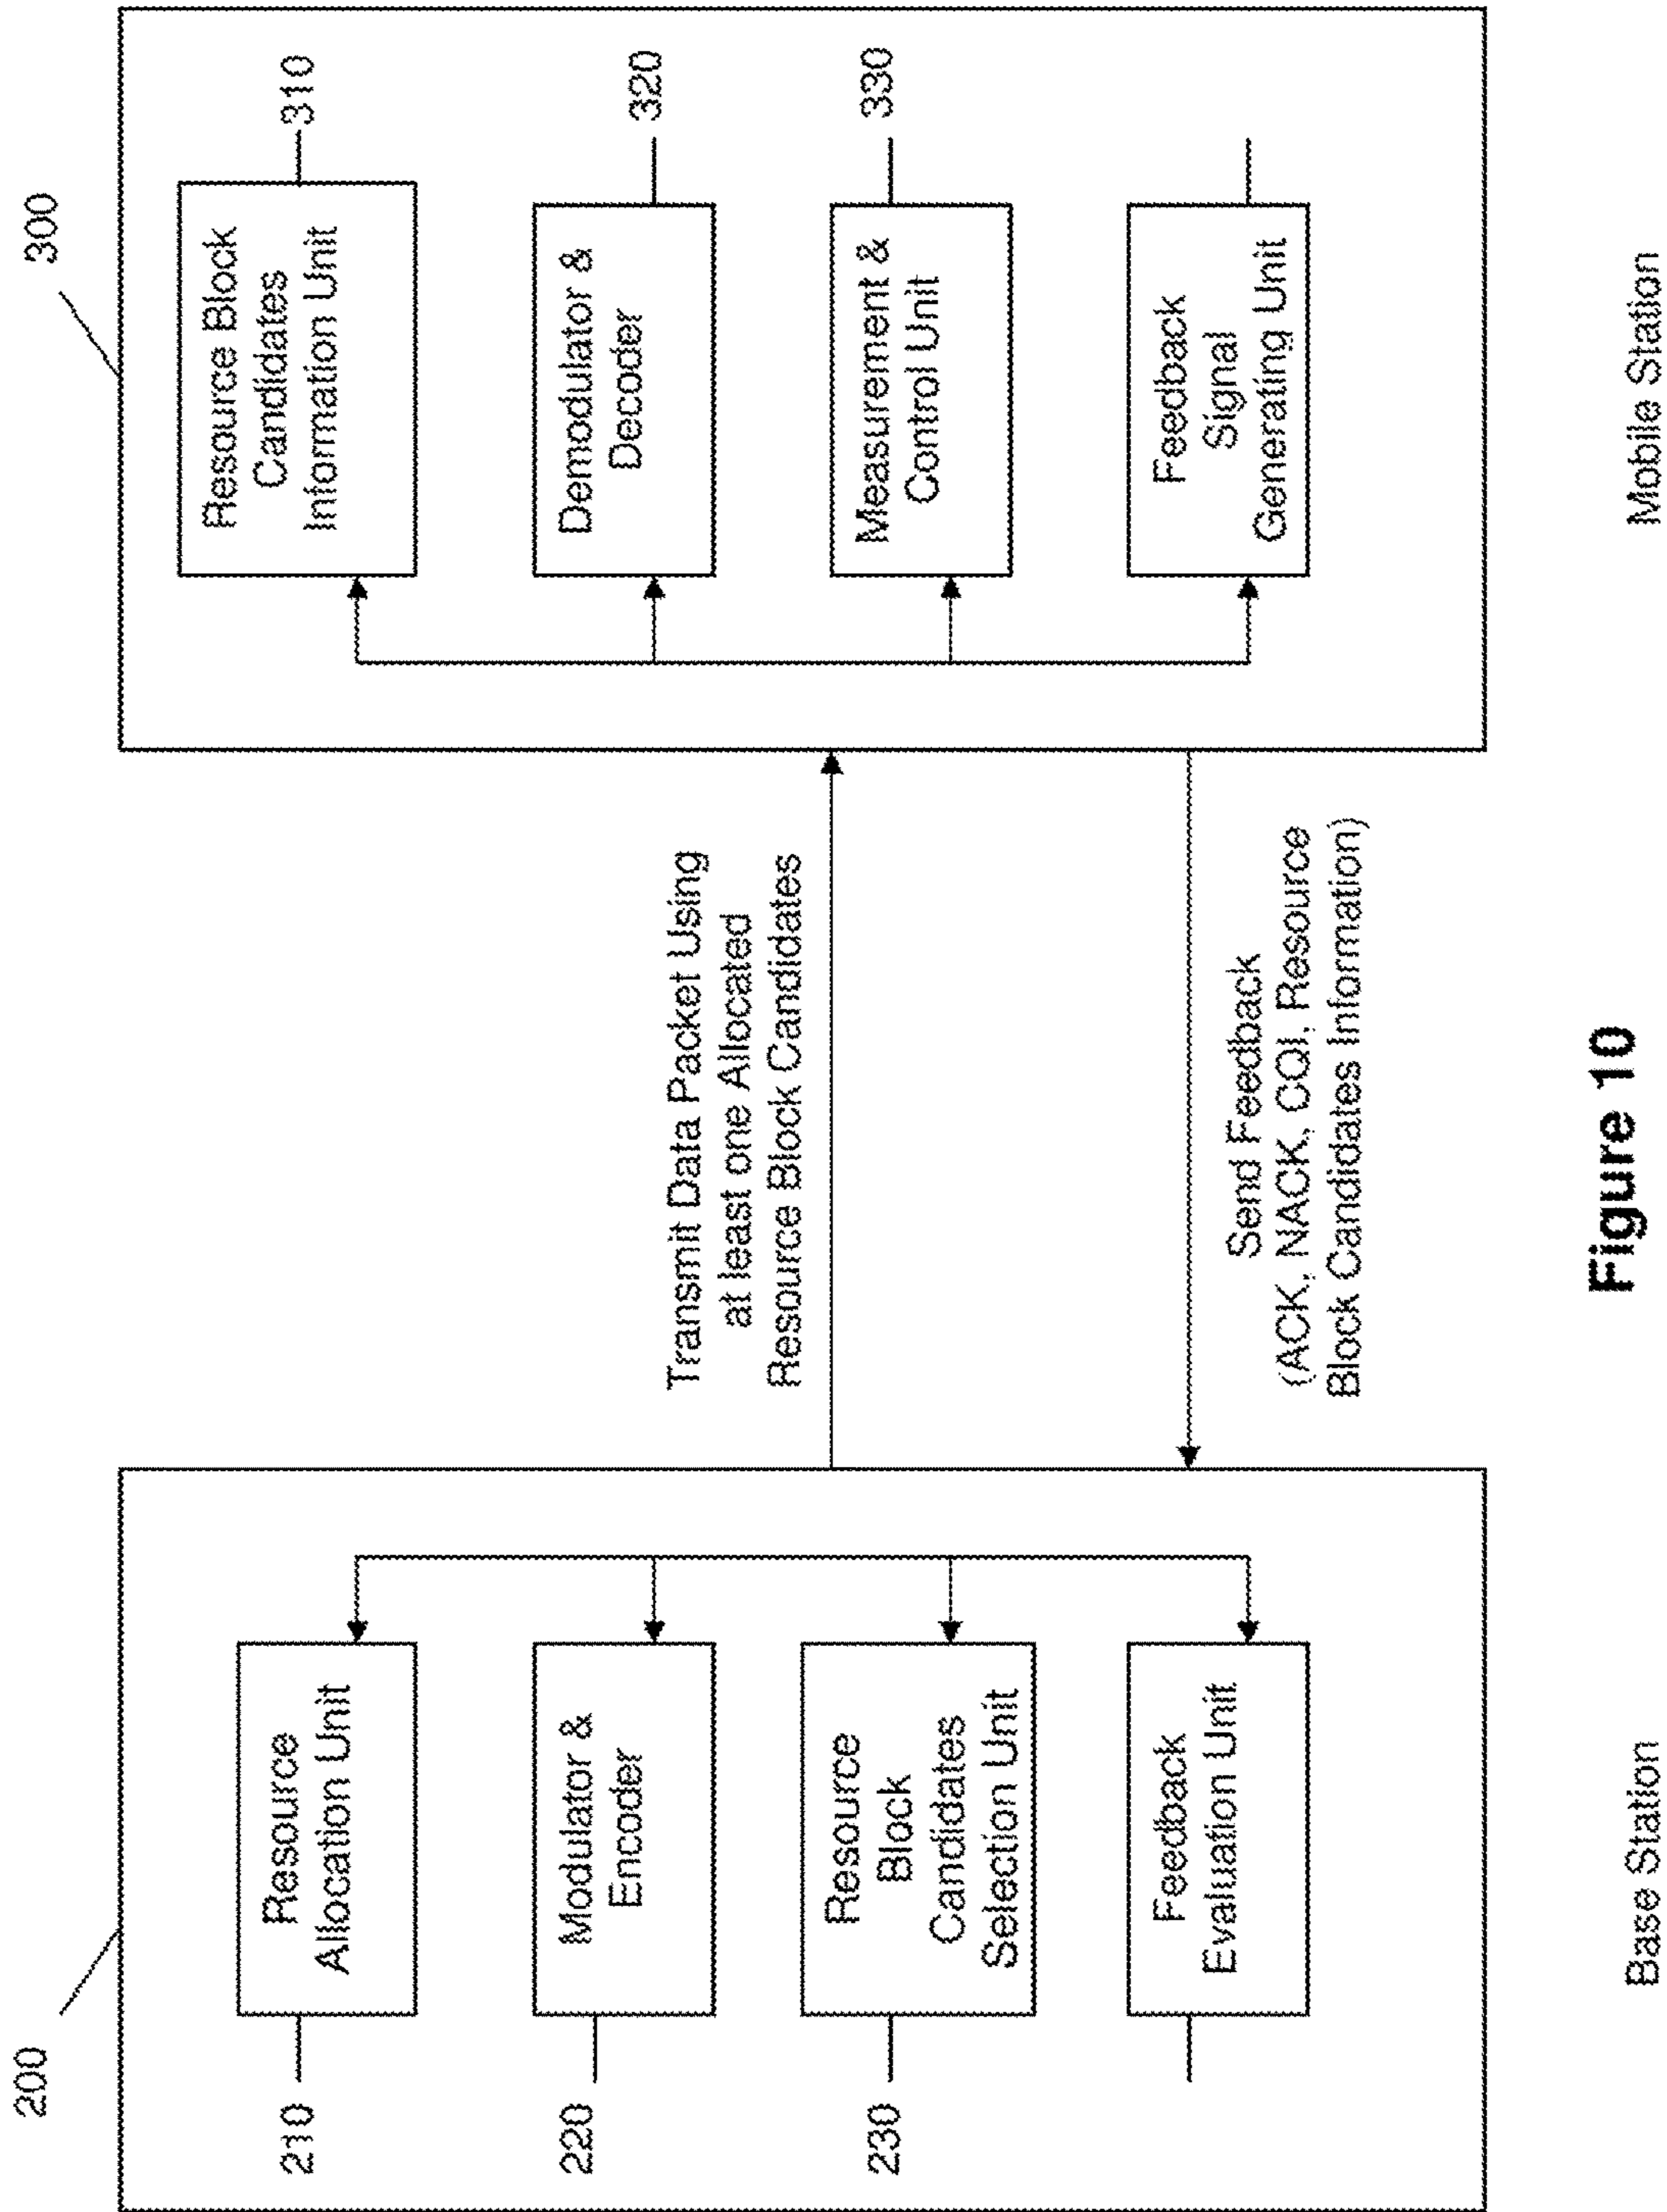 200
210
Resource
Allocation Unit
220
Modulator &
Encoder
230
Resource
Block
Candidates
Selection Unit
Feedback
Evaluation Unit
Base Station
Transmit Data Packet Using
at least one Allocated
Resource Block Candidates
Send Feedback
(ACK, NACK, CQI, Resource
Block Candidates Information)
300
Resource Block
Candidates
Information Unit
310
Demodulator &
Decoder
320
Measurement &
Control Unit
330
Feedback
Signal
Generating Unit
Mobile Station
Figure 10